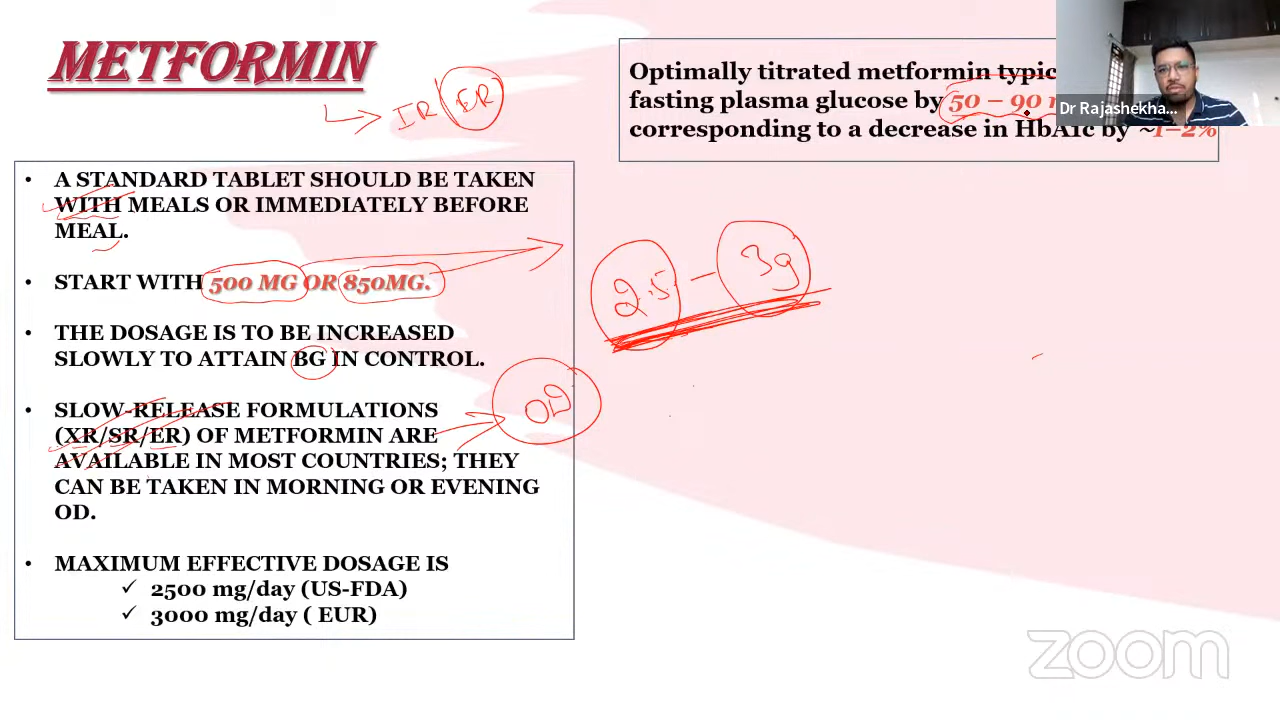 METFORMIN
IR ER
Optimally titrated metformin typic
fasting plasma glucose by 50 – 90
corresponding to a decrease in HbA1c by ~1–2%
Dr Rajashekha...
• A STANDARD TABLET SHOULD BE TAKEN
WITH MEALS OR IMMEDIATELY BEFORE
MEAL.
• START WITH 500 MG OR 850MG.
2.5 – 3g
• THE DOSAGE IS TO BE INCREASED
SLOWLY TO ATTAIN BG IN CONTROL.
• SLOW-RELEASE FORMULATIONS
(XR/SR/ER) OF METFORMIN ARE
AVAILABLE IN MOST COUNTRIES; THEY
CAN BE TAKEN IN MORNING OR EVENING
OD.
OD
• MAXIMUM EFFECTIVE DOSAGE IS
✓ 2500 mg/day (US-FDA)
✓ 3000 mg/day ( EUR)
zoom